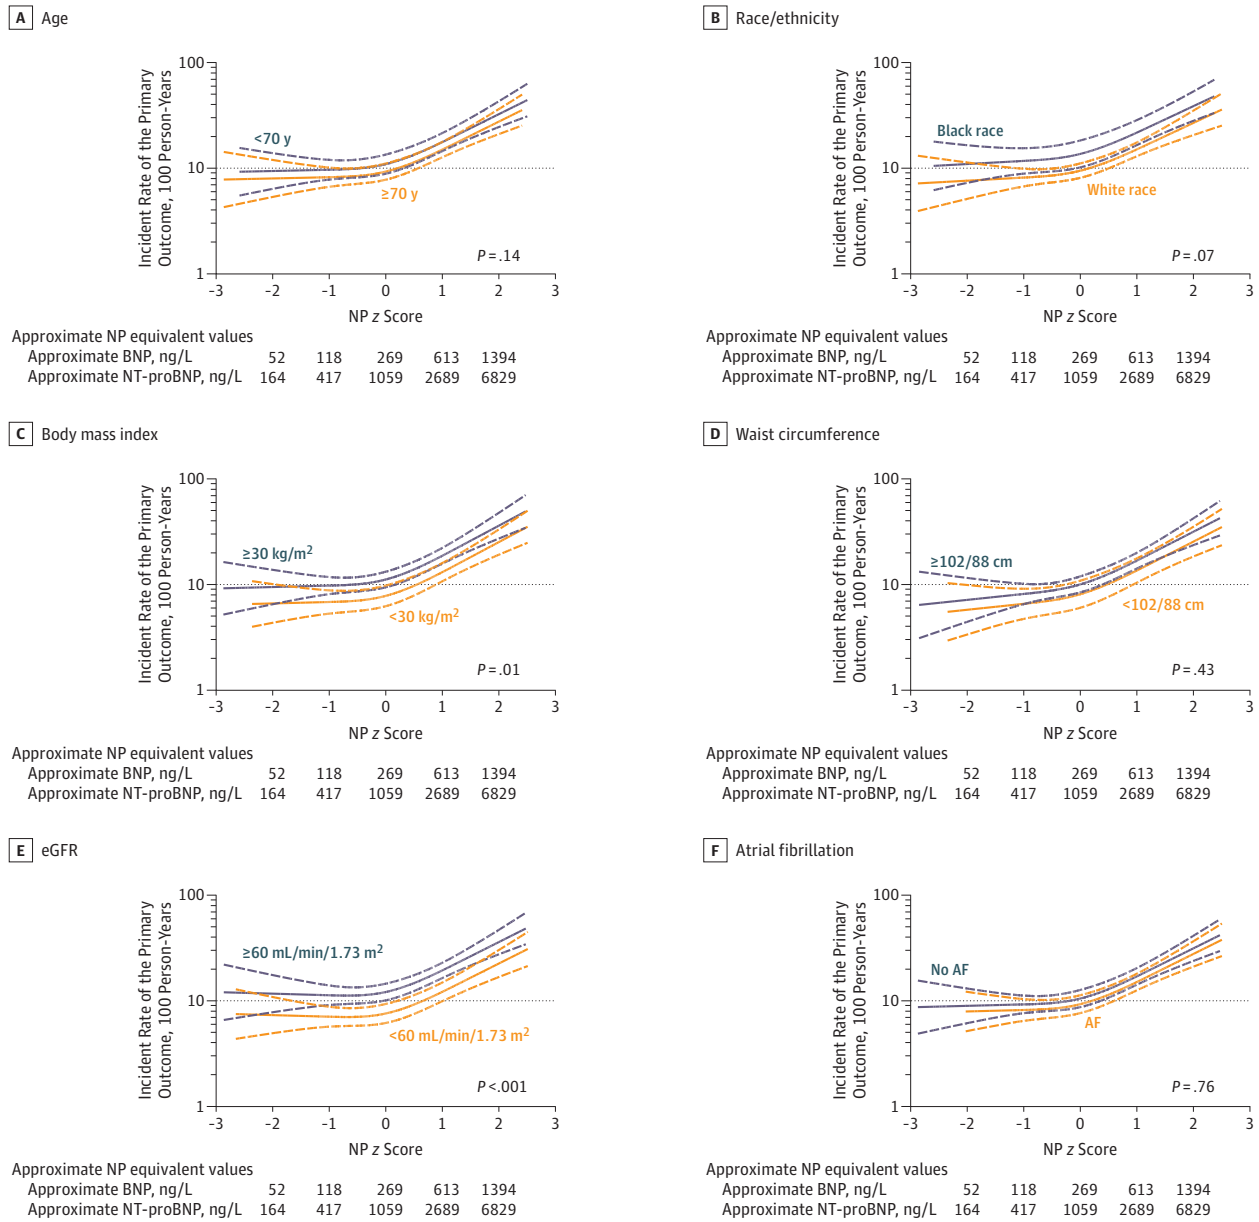 A Age
Incident Rate of the Primary
Outcome, 100 Person-Years
100
10
1
<70 y
≥70 y
P = .14
-3 -2 -1 0 1 2 3
NP z Score
Approximate NP equivalent values
Approximate BNP, ng/L 52 118 269 613 1394
Approximate NT-proBNP, ng/L 164 417 1059 2689 6829
B Race/ethnicity
Incident Rate of the Primary
Outcome, 100 Person-Years
100
10
1
Black race
White race
P = .07
-3 -2 -1 0 1 2 3
NP z Score
Approximate NP equivalent values
Approximate BNP, ng/L 52 118 269 613 1394
Approximate NT-proBNP, ng/L 164 417 1059 2689 6829
C Body mass index
Incident Rate of the Primary
Outcome, 100 Person-Years
100
10
1
≥30 kg/m²
<30 kg/m²
P = .01
-3 -2 -1 0 1 2 3
NP z Score
Approximate NP equivalent values
Approximate BNP, ng/L 52 118 269 613 1394
Approximate NT-proBNP, ng/L 164 417 1059 2689 6829
D Waist circumference
Incident Rate of the Primary
Outcome, 100 Person-Years
100
10
1
≥102/88 cm
<102/88 cm
P = .43
-3 -2 -1 0 1 2 3
NP z Score
Approximate NP equivalent values
Approximate BNP, ng/L 52 118 269 613 1394
Approximate NT-proBNP, ng/L 164 417 1059 2689 6829
E eGFR
Incident Rate of the Primary
Outcome, 100 Person-Years
100
10
1
≥60 mL/min/1.73 m²
<60 mL/min/1.73 m²
P <.001
-3 -2 -1 0 1 2 3
NP z Score
Approximate NP equivalent values
Approximate BNP, ng/L 52 118 269 613 1394
Approximate NT-proBNP, ng/L 164 417 1059 2689 6829
F Atrial fibrillation
Incident Rate of the Primary
Outcome, 100 Person-Years
100
10
1
No AF
AF
P = .76
-3 -2 -1 0 1 2 3
NP z Score
Approximate NP equivalent values
Approximate BNP, ng/L 52 118 269 613 1394
Approximate NT-proBNP, ng/L 164 417 1059 2689 6829